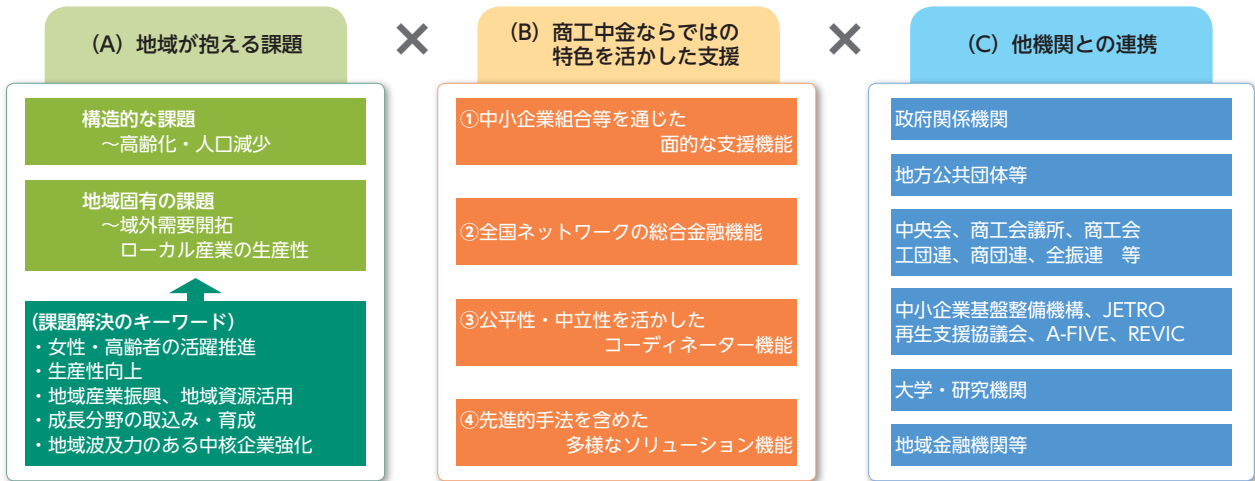 (A) 地域が抱える課題
構造的な課題
～高齢化・人口減少
地域固有の課題
～域外需要開拓
ローカル産業の生産性
(課題解決のキーワード)
・女性・高齢者の活躍推進
・生産性向上
・地域産業振興、地域資源活用
・成長分野の取込み・育成
・地域波及力のある中核企業強化
×
(B) 商工中金ならではの
特色を活かした支援
①中小企業組合等を通じた
面的な支援機能
②全国ネットワークの総合金融機能
③公平性・中立性を活かした
コーディネーター機能
④先進的手法を含めた
多様なソリューション機能
×
(C) 他機関との連携
政府関係機関
地方公共団体等
中央会、商工会議所、商工会
工団連、商団連、全振連　等
中小企業基盤整備機構、JETRO
再生支援協議会、A-FIVE、REVIC
大学・研究機関
地域金融機関等